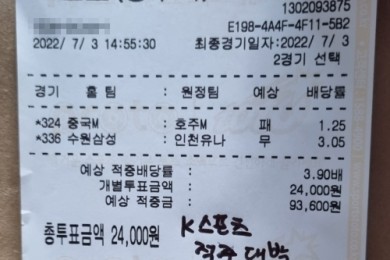 1302093875
E198-4A4F-4F11-5B2
2022/ 7/ 3 14:55:30 최종경기일자:2022/ 7/ 3
2경기 선택
경기 홈 팀 : 원정팀 예상 배당률
*324 중국M : 호주M 패 1.25
*336 수원삼성 : 인천유나 무 3.05
예상 적중배당률 : 3.90배
개별투표금액 : 24,000원
예상 적중금 : 93,600원
총투표금액 24,000원
K스포츠
적중 대박